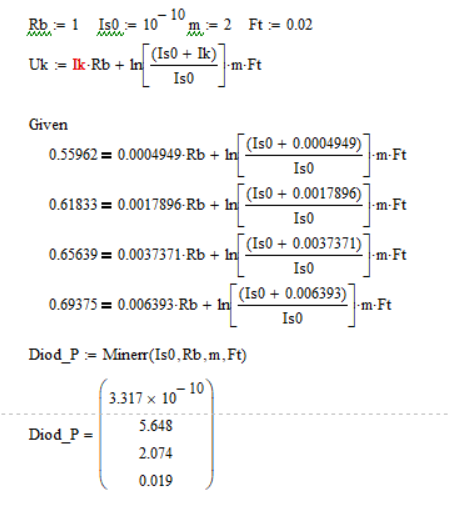 Rb := 1 Is0 := 10^-10 m := 2 Ft := 0.02
Uk := Ik·Rb + ln[(Is0 + Ik)/Is0]·m·Ft
Given
0.55962 = 0.0004949·Rb + ln[(Is0 + 0.0004949)/Is0]·m·Ft
0.61833 = 0.0017896·Rb + ln[(Is0 + 0.0017896)/Is0]·m·Ft
0.65639 = 0.0037371·Rb + ln[(Is0 + 0.0037371)/Is0]·m·Ft
0.69375 = 0.006393·Rb + ln[(Is0 + 0.006393)/Is0]·m·Ft
Diod_P := Minerr(Is0,Rb,m,Ft)
3.317 × 10^-10
5.648
Diod_P =
2.074
0.019